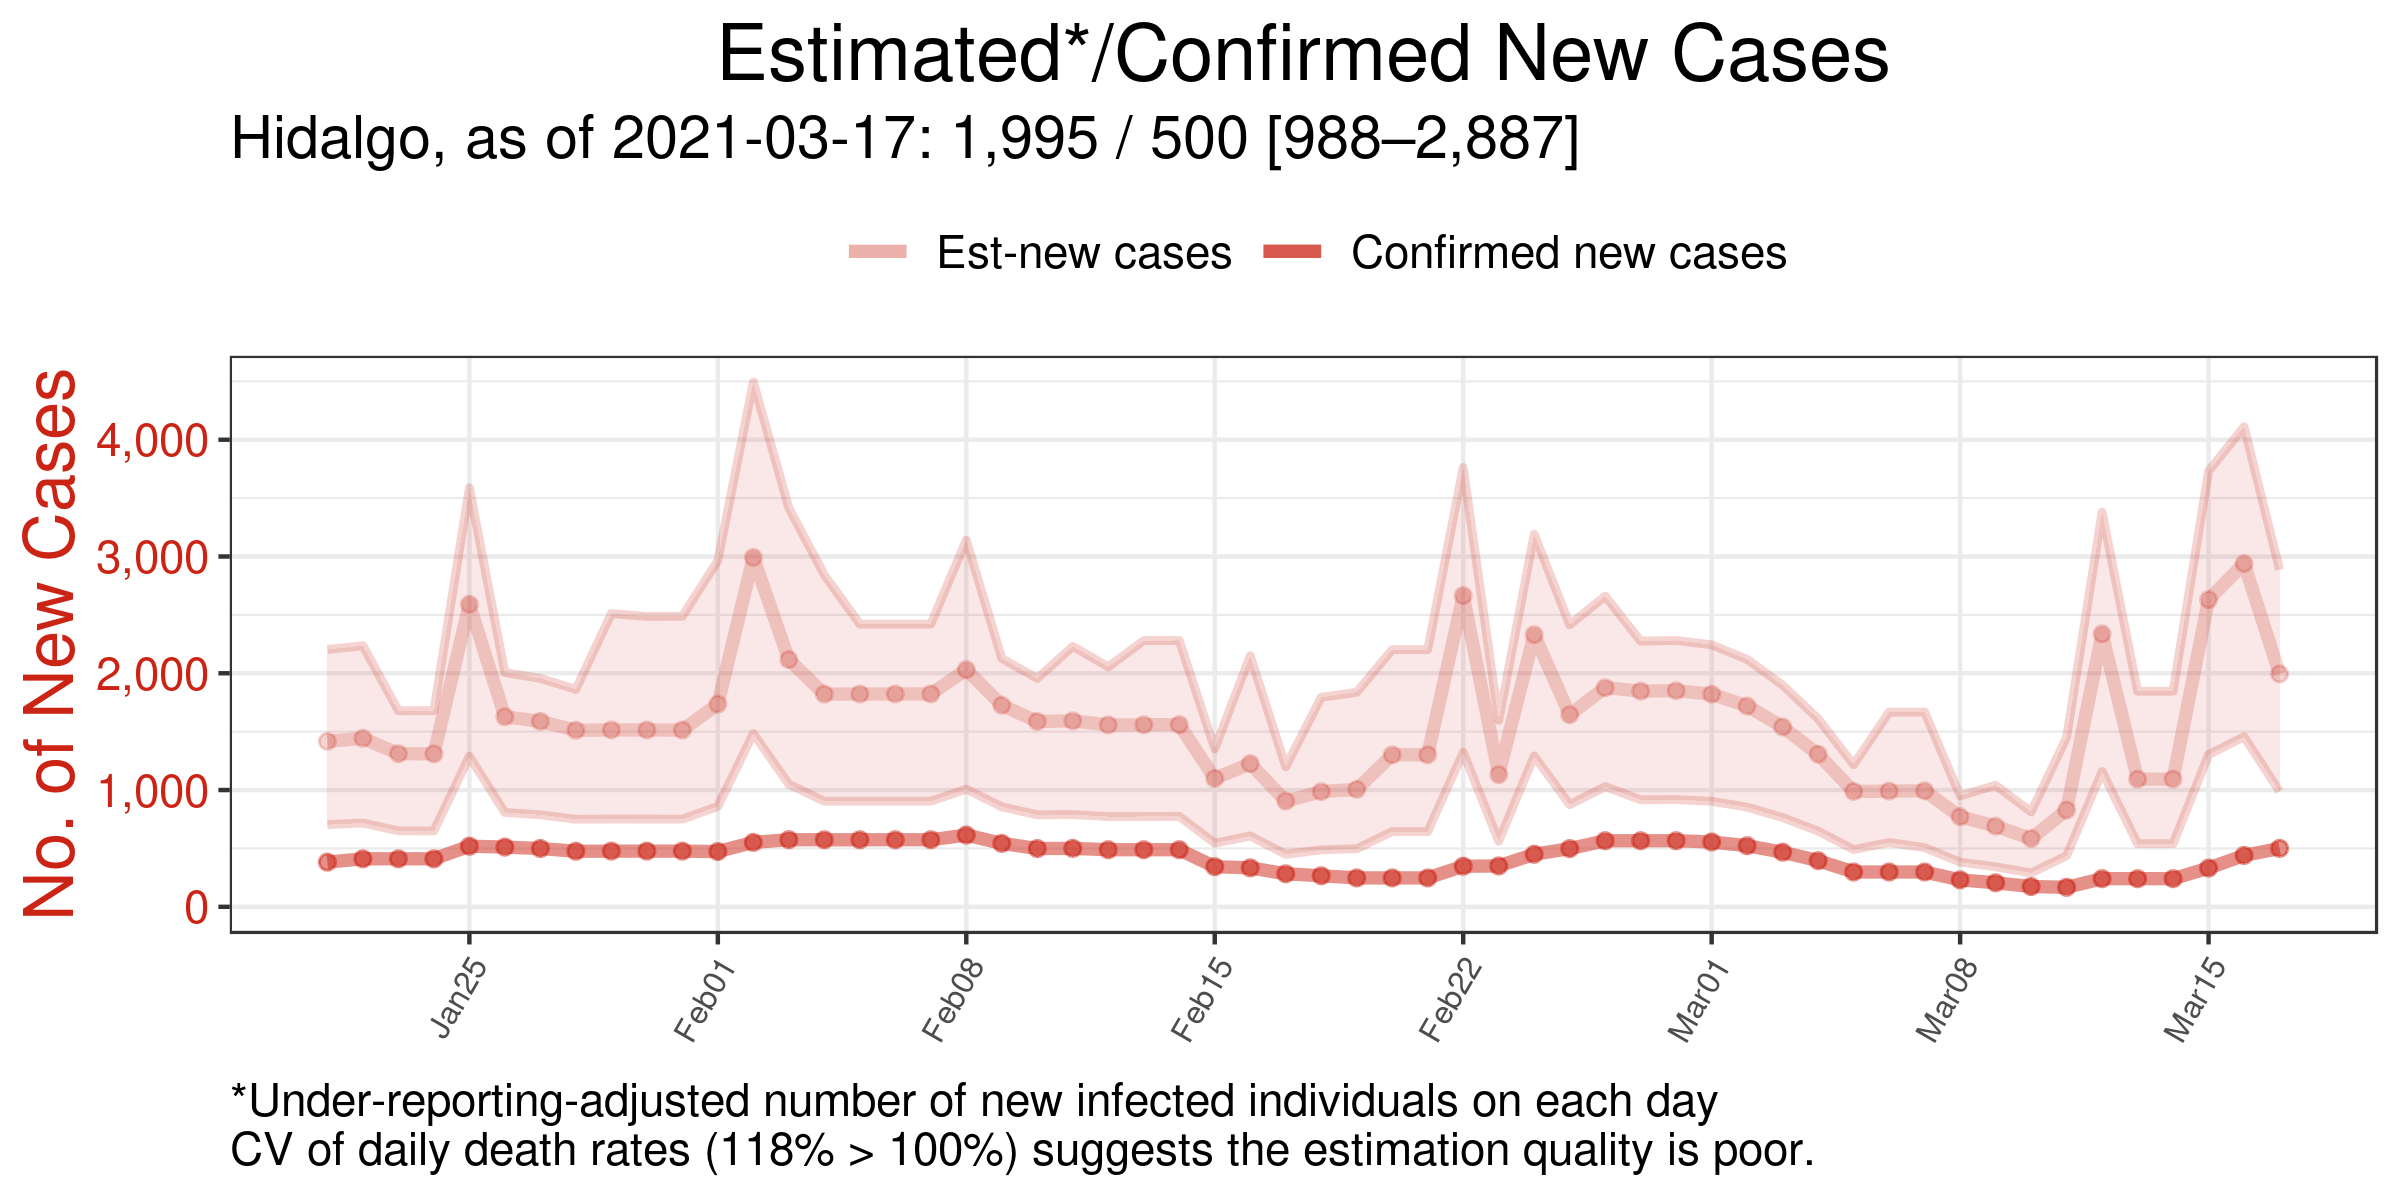 Estimated*/Confirmed New Cases
Hidalgo, as of 2021-03-17: 1,995 / 500 [988–2,887]
Est-new cases
Confirmed new cases
No. of New Cases
4,000
3,000
2,000
1,000
0
Jan25
Feb01
Feb08
Feb15
Feb22
Mar01
Mar08
Mar15
*Under-reporting-adjusted number of new infected individuals on each day
CV of daily death rates (118% > 100%) suggests the estimation quality is poor.